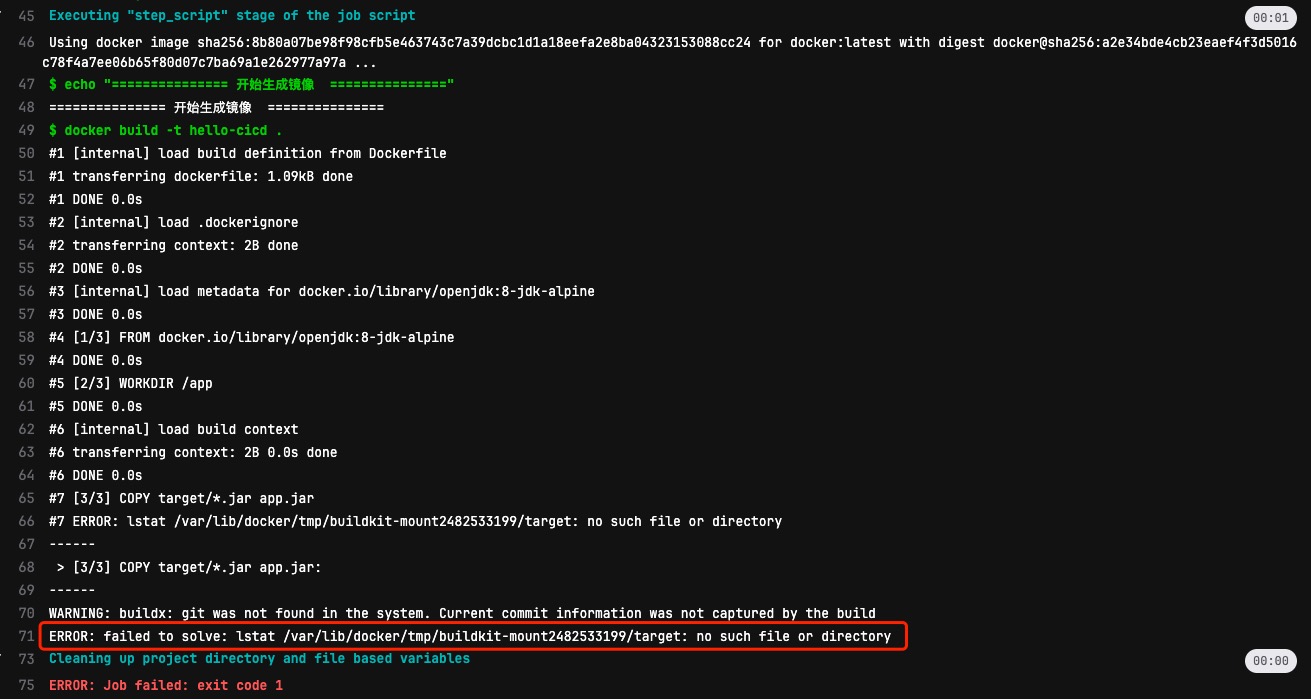 45 Executing "step_script" stage of the job script 00:01
46 Using docker image sha256:8b80a07be98f98cfb5e463743c7a39dcbc1d1a18eefa2e8ba04323153088cc24 for docker:latest with digest docker@sha256:a2e34bde4cb23eaef4f3d5016
c78f4a7ee06b65f80d07c7ba69a1e262977a97a ...
47 $ echo "=============== 开始生成镜像  ==============="
48 =============== 开始生成镜像  ===============
49 $ docker build -t hello-cicd .
50 #1 [internal] load build definition from Dockerfile
51 #1 transferring dockerfile: 1.09kB done
52 #1 DONE 0.0s
53 #2 [internal] load .dockerignore
54 #2 transferring context: 2B done
55 #2 DONE 0.0s
56 #3 [internal] load metadata for docker.io/library/openjdk:8-jdk-alpine
57 #3 DONE 0.0s
58 #4 [1/3] FROM docker.io/library/openjdk:8-jdk-alpine
59 #4 DONE 0.0s
60 #5 [2/3] WORKDIR /app
61 #5 DONE 0.0s
62 #6 [internal] load build context
63 #6 transferring context: 2B 0.0s done
64 #6 DONE 0.0s
65 #7 [3/3] COPY target/*.jar app.jar
66 #7 ERROR: lstat /var/lib/docker/tmp/buildkit-mount2482533199/target: no such file or directory
67 ------
68 > [3/3] COPY target/*.jar app.jar:
69 ------
70 WARNING: buildx: git was not found in the system. Current commit information was not captured by the build
71 ERROR: failed to solve: lstat /var/lib/docker/tmp/buildkit-mount2482533199/target: no such file or directory
73 Cleaning up project directory and file based variables 00:00
75 ERROR: Job failed: exit code 1